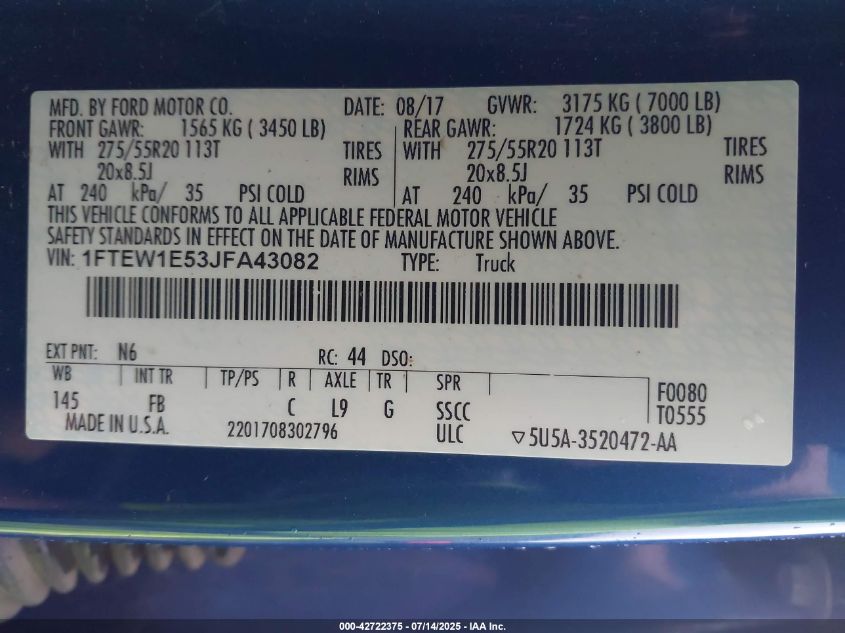 MFD. BY FORD MOTOR CO. DATE: 08/17 GVWR: 3175 KG ( 7000 LB)
FRONT GAWR: 1565 KG ( 3450 LB) REAR GAWR: 1724 KG ( 3800 LB)
WITH 275/55R20 113T TIRES WITH 275/55R20 113T TIRES
20x8.5J RIMS 20x8.5J RIMS
AT 240 kPa/ 35 PSI COLD AT 240 kPa/ 35 PSI COLD
THIS VEHICLE CONFORMS TO ALL APPLICABLE FEDERAL MOTOR VEHICLE
SAFETY STANDARDS IN EFFECT ON THE DATE OF MANUFACTURE SHOWN ABOVE.
VIN: 1FTEW1E53JFA43082 TYPE: Truck
EXT PNT: N6 RC: 44 DSO:
WB INT TR TP/PS R AXLE TR SPR F0080
145 FB C L9 G SSCC T0555
MADE IN U.S.A. 2201708302796 ULC ▽5U5A-3520472-AA
000-42722375 - 07/14/2025 - IAA Inc.